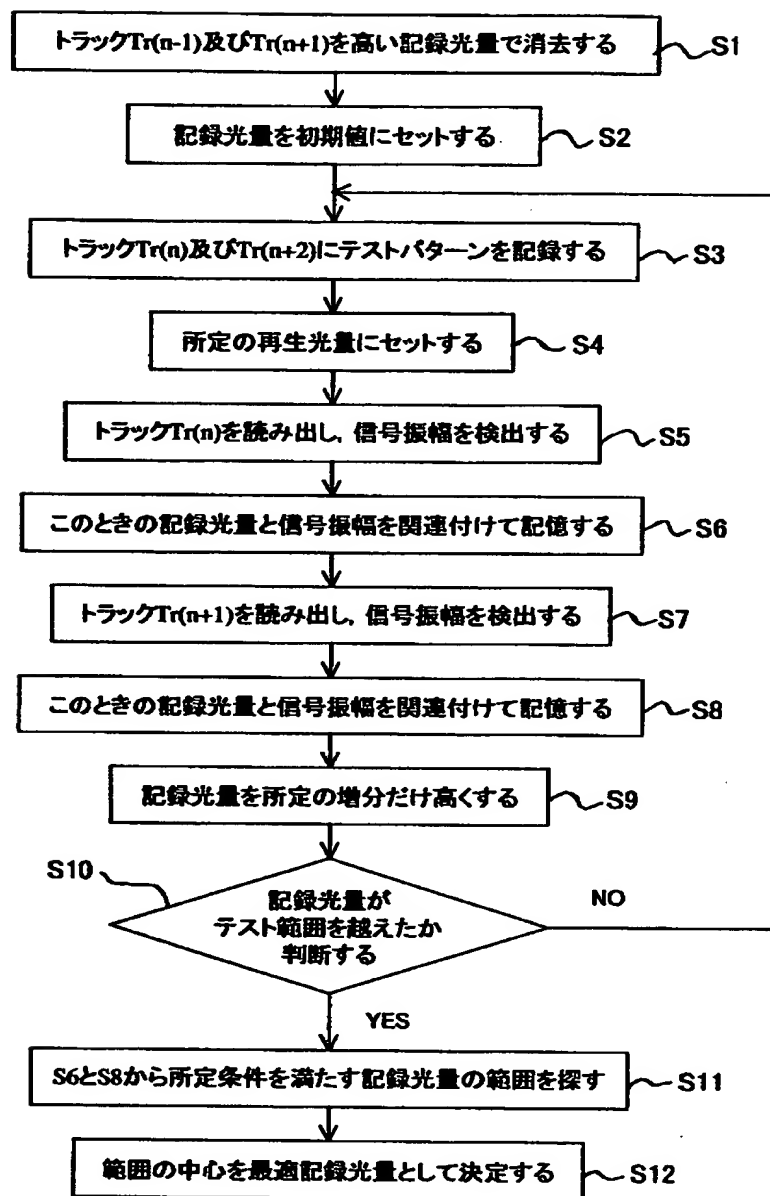 トラックTr(n-1)及びTr(n+1)を高い記録光量で消去する S1
記録光量を初期値にセットする S2
トラックTr(n)及びTr(n+2)にテストパターンを記録する S3
所定の再生光量にセットする S4
トラックTr(n)を読み出し, 信号振幅を検出する S5
このときの記録光量と信号振幅を関連付けて記憶する S6
トラックTr(n+1)を読み出し, 信号振幅を検出する S7
このときの記録光量と信号振幅を関連付けて記憶する S8
記録光量を所定の増分だけ高くする S9
S10
記録光量が
テスト範囲を越えたか
判断する
NO
YES
S6とS8から所定条件を満たす記録光量の範囲を探す S11
範囲の中心を最適記録光量として決定する S12